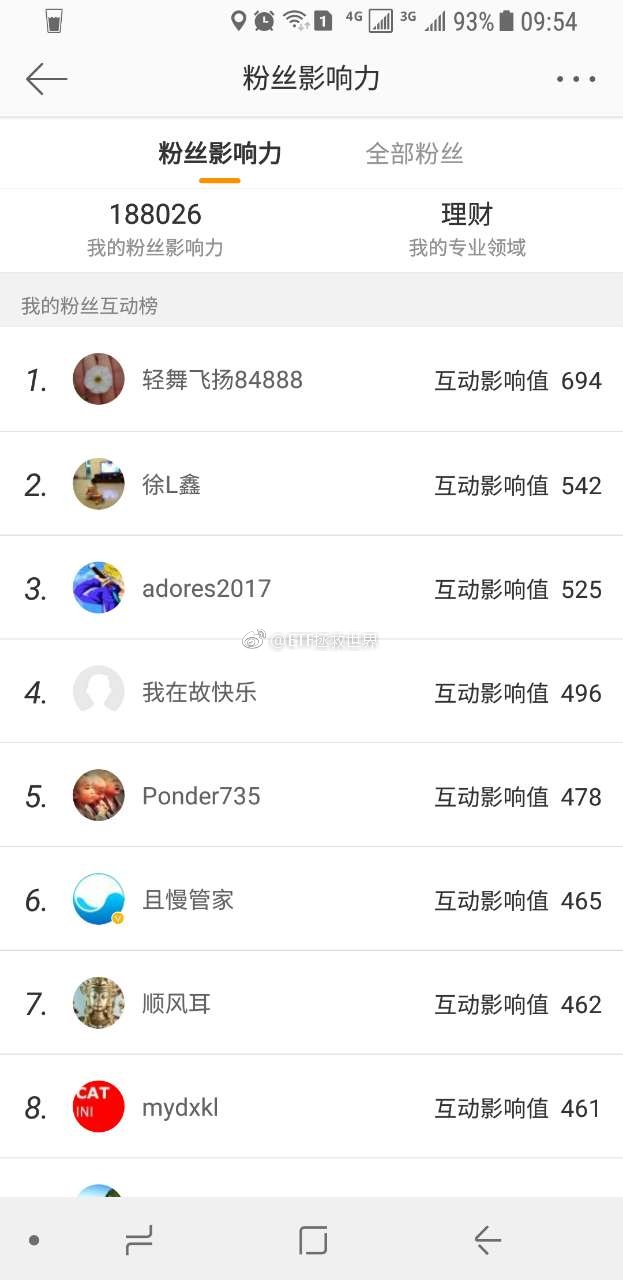 1 4G 3G 93% 09:54
粉丝影响力
粉丝影响力 全部粉丝
188026 理财
我的粉丝影响力 我的专业领域
我的粉丝互动榜
1. 轻舞飞扬84888 互动影响值 694
2. 徐L鑫 互动影响值 542
3. adores2017 互动影响值 525
@ETF拯救世界
4. 我在故快乐 互动影响值 496
5. Ponder735 互动影响值 478
6. 且慢管家 互动影响值 465
7. 顺风耳 互动影响值 462
CAT
INI
8. mydxkl 互动影响值 461